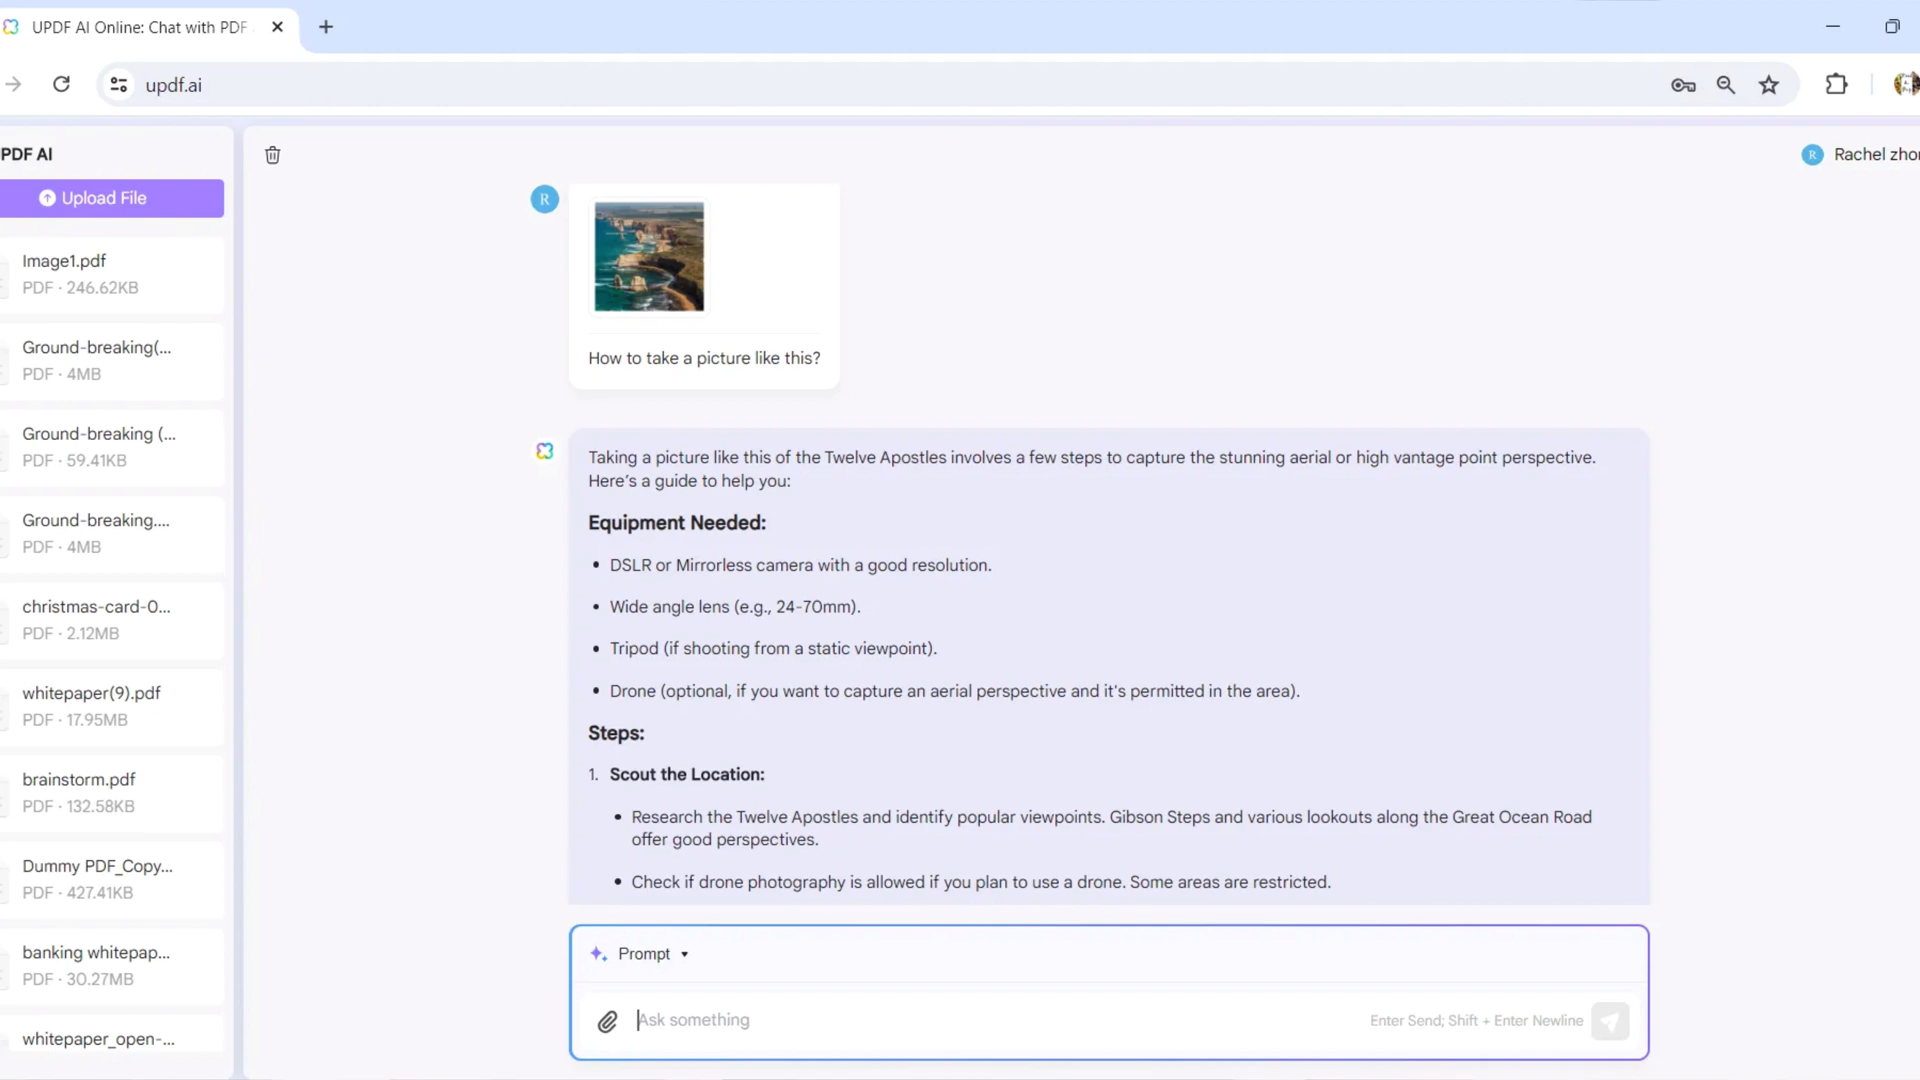 UPDF AI Online: Chat with PDF
updf.ai
PDF AI
Upload File
Image1.pdf
PDF · 246.62KB
Ground-breaking(...
PDF · 4MB
Ground-breaking (...
PDF · 59.41KB
Ground-breaking....
PDF · 4MB
christmas-card-0...
PDF · 2.12MB
whitepaper(9).pdf
PDF · 17.95MB
brainstorm.pdf
PDF · 132.58KB
Dummy PDF_Copy...
PDF · 427.41KB
banking whitepap...
PDF · 30.27MB
whitepaper_open-...
R Rachel zhon
R
How to take a picture like this?
Taking a picture like this of the Twelve Apostles involves a few steps to capture the stunning aerial or high vantage point perspective.
Here's a guide to help you:
Equipment Needed:
• DSLR or Mirrorless camera with a good resolution.
• Wide angle lens (e.g., 24-70mm).
• Tripod (if shooting from a static viewpoint).
• Drone (optional, if you want to capture an aerial perspective and it's permitted in the area).
Steps:
1. Scout the Location:
• Research the Twelve Apostles and identify popular viewpoints. Gibson Steps and various lookouts along the Great Ocean Road
offer good perspectives.
• Check if drone photography is allowed if you plan to use a drone. Some areas are restricted.
Prompt
Ask something
Enter Send; Shift + Enter Newline